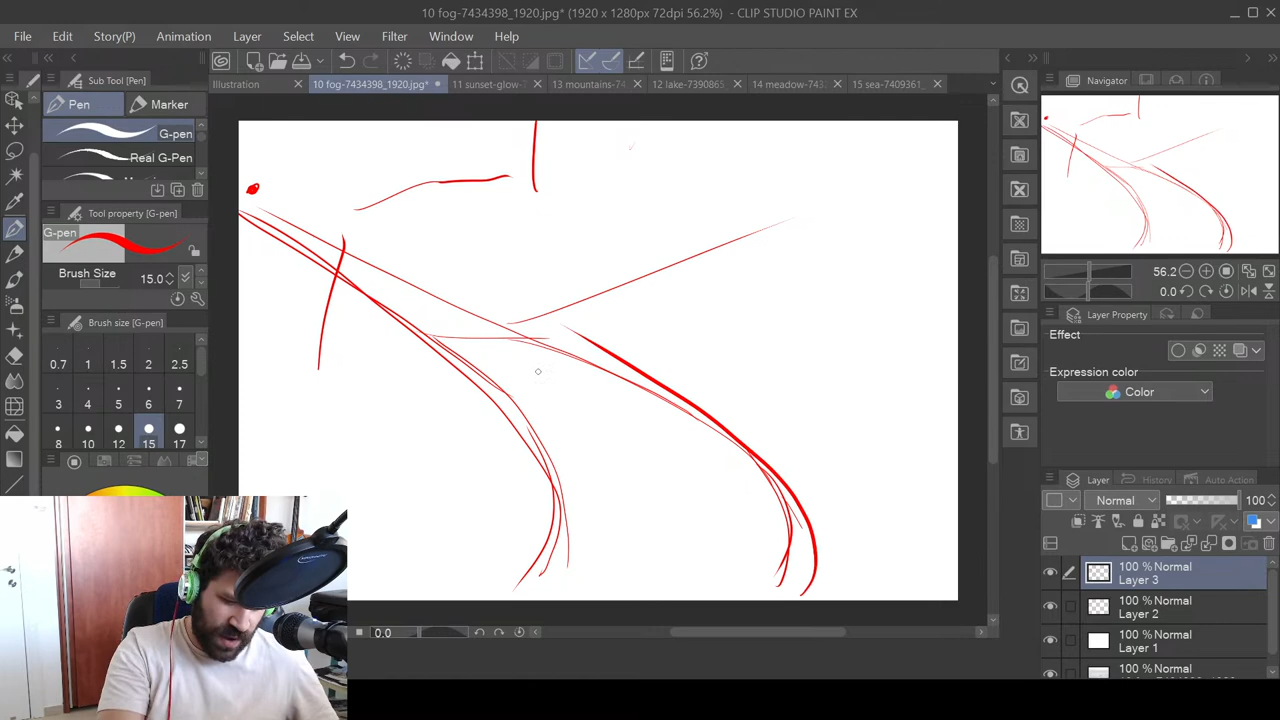 10 fog-7434398_1920.jpg* (1920 x 1280px 72dpi 56.2%) - CLIP STUDIO PAINT EX
File Edit Story(P) Animation Layer Select View Filter Window Help
Sub Tool [Pen]
Illustration 10 fog-7434398_1920.jpg* 11 sunset-glow-7 13 mountains-74 12 lake-7390865 14 meadow-743 15 sea-7409361_
Navigator
Pen Marker
G-pen
Real G-Pen
Tool property [G-pen]
G-pen
Brush Size 15.0
Brush size [G-pen]
0.7 1 1.5 2 2.5
3 4 5 6 7
8 10 12 15 17
56.2
0.0
Layer Property
Effect
Expression color
Color
Layer History Auto Action
Normal 100
100 % Normal
Layer 3
100 % Normal
Layer 2
100 % Normal
Layer 1
100 % Normal
0.0